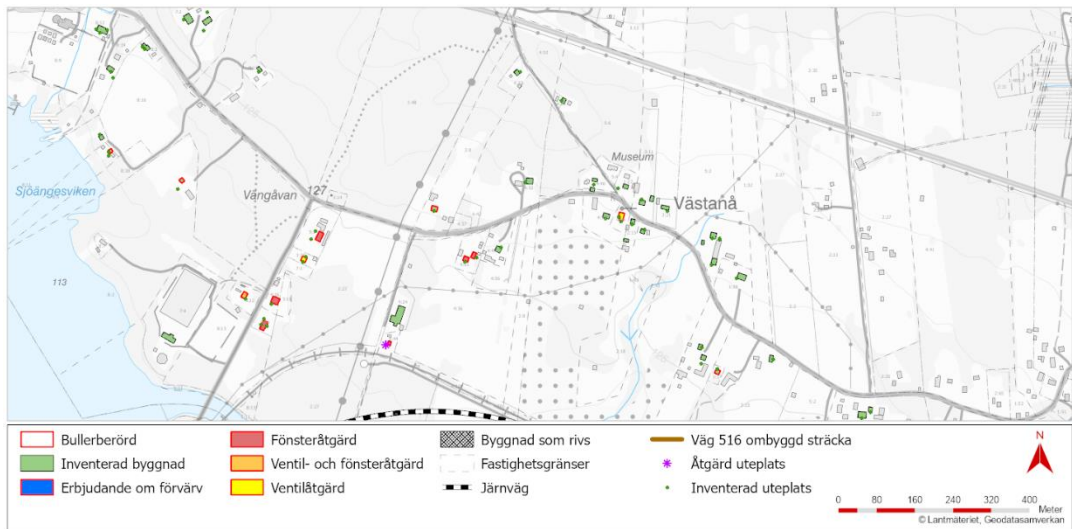 Museum
Sjöängesviken
Vångåvan
127
Västanå
113
Bullerberörd
Inventerad byggnad
Erbjudande om förvärv
Fönsteråtgärd
Ventil- och fönsteråtgärd
Ventilåtgärd
Byggnad som rivs
Fastighetsgränser
Järnväg
Väg 516 ombyggd sträcka
Åtgärd uteplats
Inventerad uteplats
N
0 80 160 240 320 400
Meter
© Lantmäteriet, Geodatasamverkan